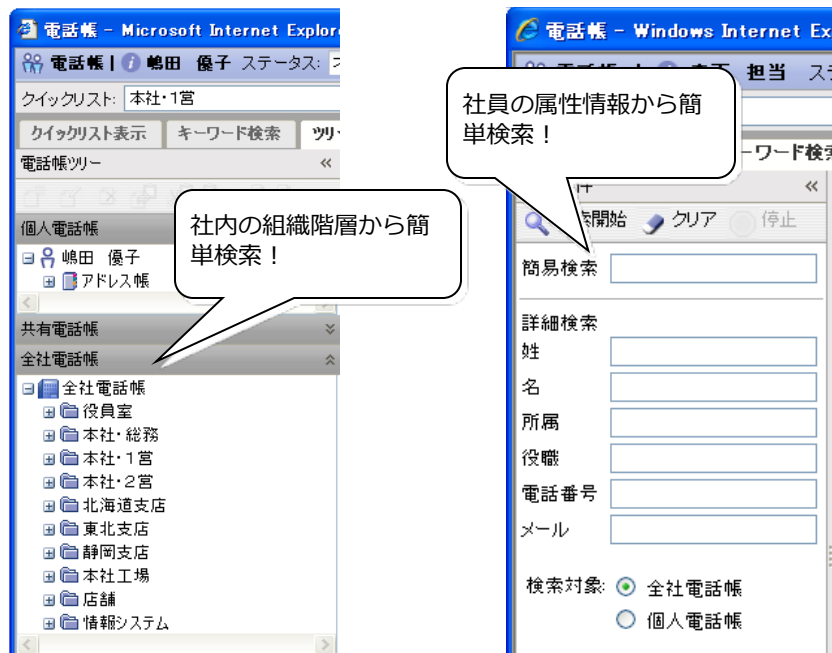 電話帳 - Microsoft Internet Explor
電話帳 | 嶋田 優子 ステータス:
クイックリスト: 本社・1営
クイックリスト表示 キーワード検索 ツリ
電話帳ツリー «
個人電話帳
嶋田 優子
アドレス帳
共有電話帳
全社電話帳
全社電話帳
役員室
本社・総務
本社・1営
本社・2営
北海道支店
東北支店
静岡支店
本社工場
店舗
情報システム
社内の組織階層から簡
単検索！
電話帳 - Windows Internet Ex
担当 ステ
社員の属性情報から簡
単検索！
ーワード検索
件 «
索開始 クリア 停止
簡易検索
詳細検索
姓
名
所属
役職
電話番号
メール
検索対象: 全社電話帳
個人電話帳